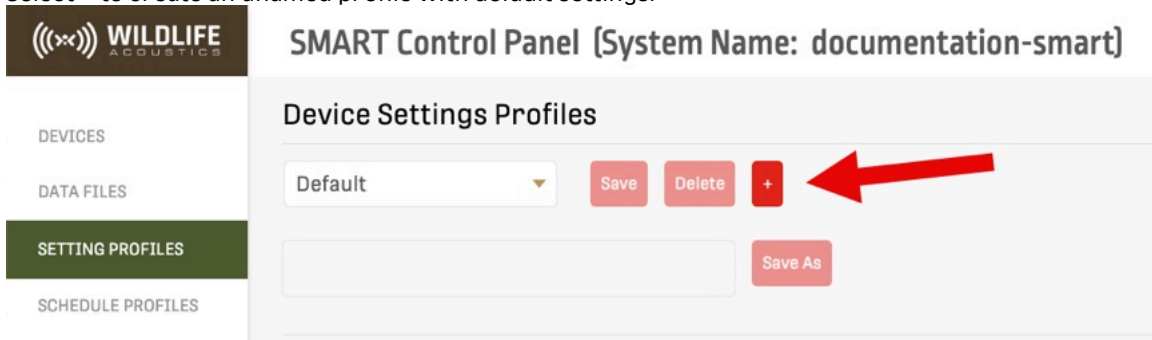 WILDLIFE
ACOUSTICS
SMART Control Panel (System Name: documentation-smart)
DEVICES
DATA FILES
SETTING PROFILES
SCHEDULE PROFILES
Device Settings Profiles
Default
Save
Delete
+
Save As